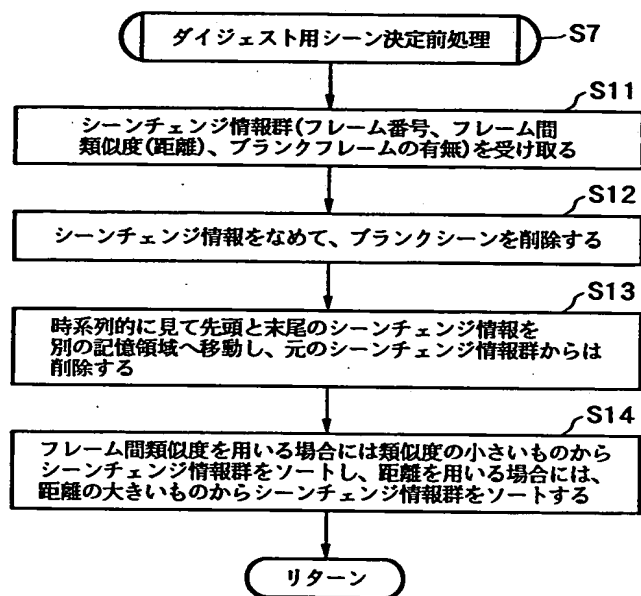 ダイジェスト用シーン決定前処理
S7
S11
シーンチェンジ情報群(フレーム番号、フレーム間
類似度(距離)、ブランクフレームの有無)を受け取る
S12
シーンチェンジ情報をなめて、ブランクシーンを削除する
S13
時系列的に見て先頭と末尾のシーンチェンジ情報を
別の記憶領域へ移動し、元のシーンチェンジ情報群からは
削除する
S14
フレーム間類似度を用いる場合には類似度の小さいものから
シーンチェンジ情報群をソートし、距離を用いる場合には、
距離の大きいものからシーンチェンジ情報群をソートする
リターン